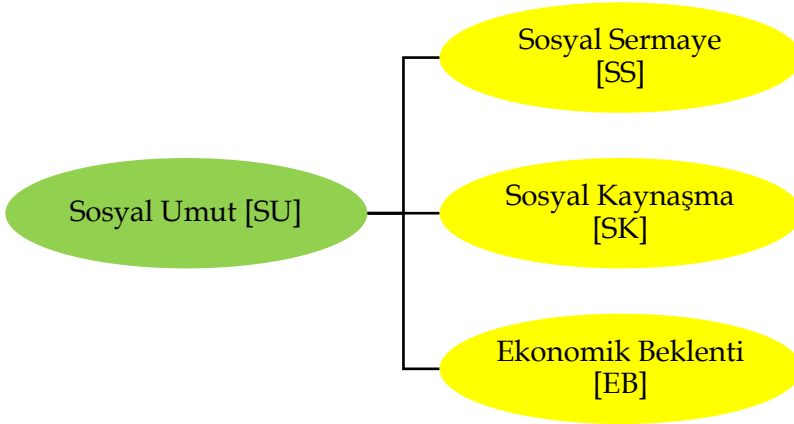 Sosyal Sermaye
[SS]
Sosyal Umut [SU]
Sosyal Kaynaşma
[SK]
Ekonomik Beklenti
[EB]